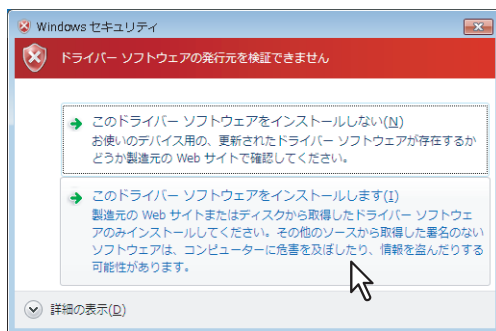 Windows セキュリティ
ドライバー ソフトウェアの発行元を検証できません
このドライバー ソフトウェアをインストールしない(N)
お使いのデバイス用の、更新されたドライバー ソフトウェアが存在するか
どうか製造元の Web サイトで確認してください。
このドライバー ソフトウェアをインストールします(I)
製造元の Web サイトまたはディスクから取得したドライバー ソフトウェ
アのみインストールしてください。その他のソースから取得した署名のない
ソフトウェアは、コンピューターに危害を及ぼしたり、情報を盗んだりする
可能性があります。
詳細の表示(D)